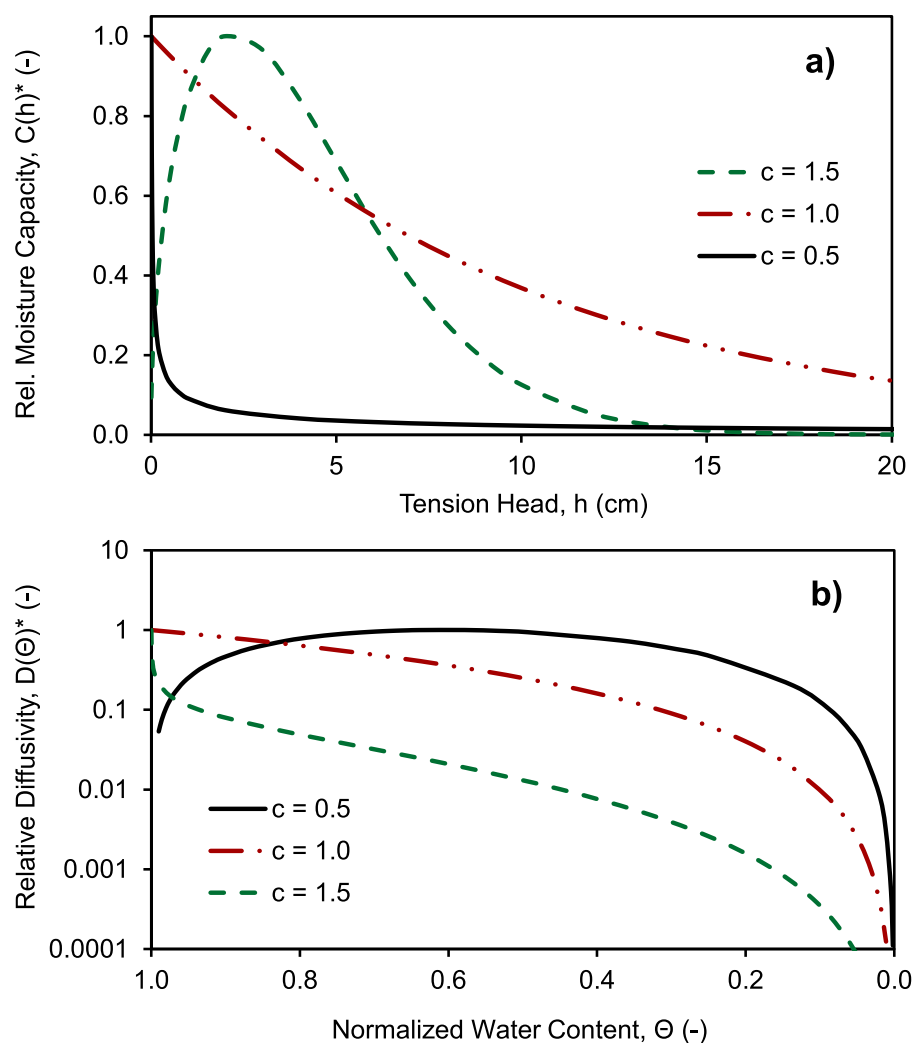 a)
Rel. Moisture Capacity, C(h)* (-)
1.0
0.8
0.6
0.4
0.2
0.0
c = 1.5
c = 1.0
c = 0.5
0 5 10 15 20
Tension Head, h (cm)
b)
Relative Diffusivity, D(Θ)* (-)
10
1
0.1
0.01
0.001
0.0001
c = 0.5
c = 1.0
c = 1.5
1.0 0.8 0.6 0.4 0.2 0.0
Normalized Water Content, Θ (-)